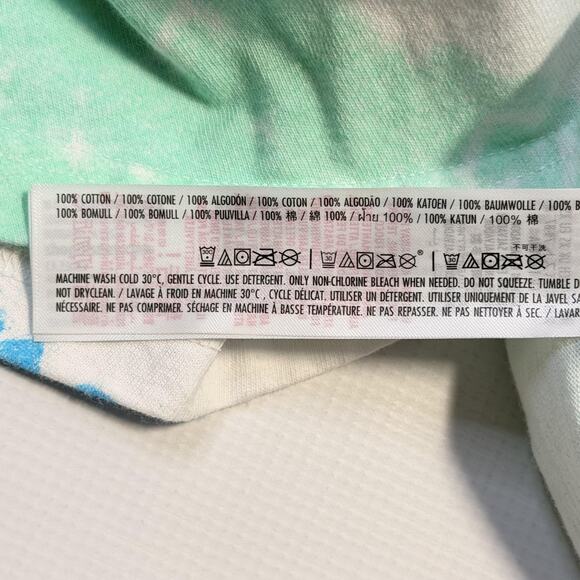 100% COTTON / 100% COTONE / 100% ALGODÓN / 100% COTON / 100% ALGODÃO / 100% KATOEN / 100% BAUMWOLLE / 100% B
100% BOMULL / 100% BOMULL / 100% PUUVILLA / 100% 棉 / 綿 100% / ฝ้าย 100% / 100% KATUN / 100% 棉
不可干洗
30 30 30
MACHINE WASH COLD 30°C, GENTLE CYCLE. USE DETERGENT. ONLY NON-CHLORINE BLEACH WHEN NEEDED. DO NOT SQUEEZE. TUMBLE D
NOT DRYCLEAN. / LAVAGE À FROID EN MACHINE 30°C , CYCLE DÉLICAT. UTILISER UN DÉTERGENT. UTILISER UNIQUEMENT DE LA JAVEL SA
NÉCESSAIRE. NE PAS COMPRIMER. SÉCHAGE EN MACHINE À BASSE TEMPÉRATURE. NE PAS REPASSER. NE PAS NETTOYER À SEC. / LAVAR